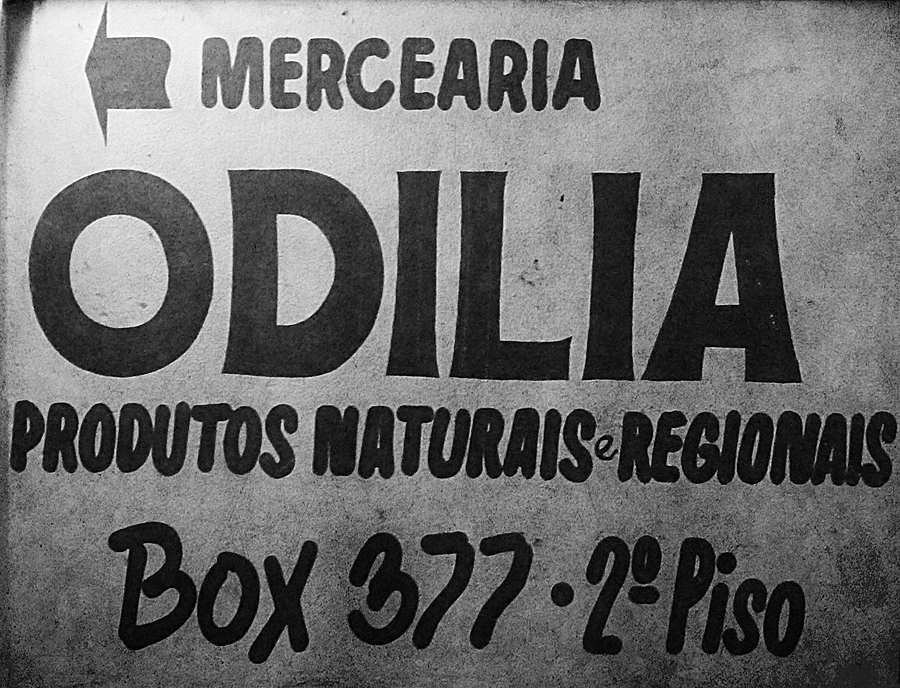 MERCEARIA
ODILIA
PRODUTOS NATURAIS e REGIONAIS
Box 377 · 2º Piso